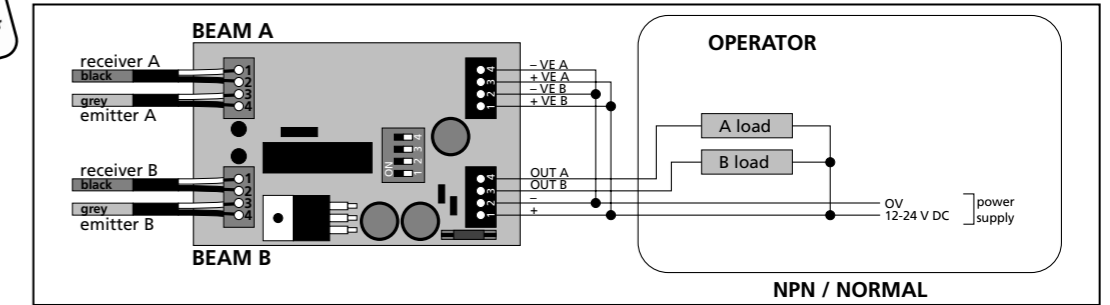 BEAM A
OPERATOR
receiver A
black
grey
emitter A
1
2
3
4
4
3
2
1
– VE A
+ VE A
– VE B
+ VE B
ON
4
3
2
1
A load
B load
receiver B
black
grey
emitter B
1
2
3
4
4
3
2
1
OUT A
OUT B
–
+
OV
12-24 V DC
power
supply
BEAM B
NPN / NORMAL